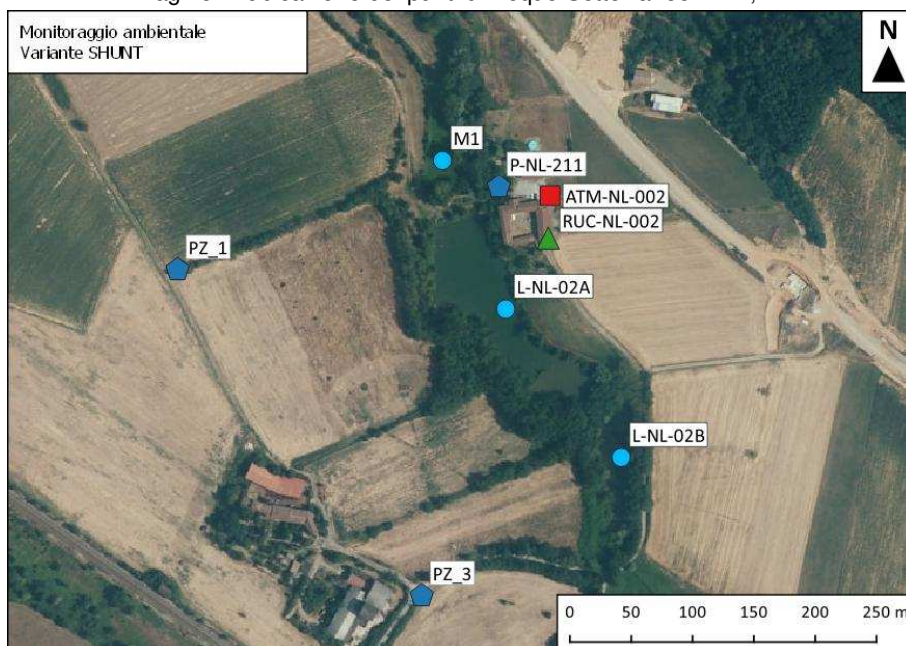 Monitoraggio ambientale
Variante SHUNT
N
M1
P-NL-211
ATM-NL-002
RUC-NL-002
PZ_1
L-NL-02A
L-NL-02B
PZ_3
0 50 100 150 200 250 m